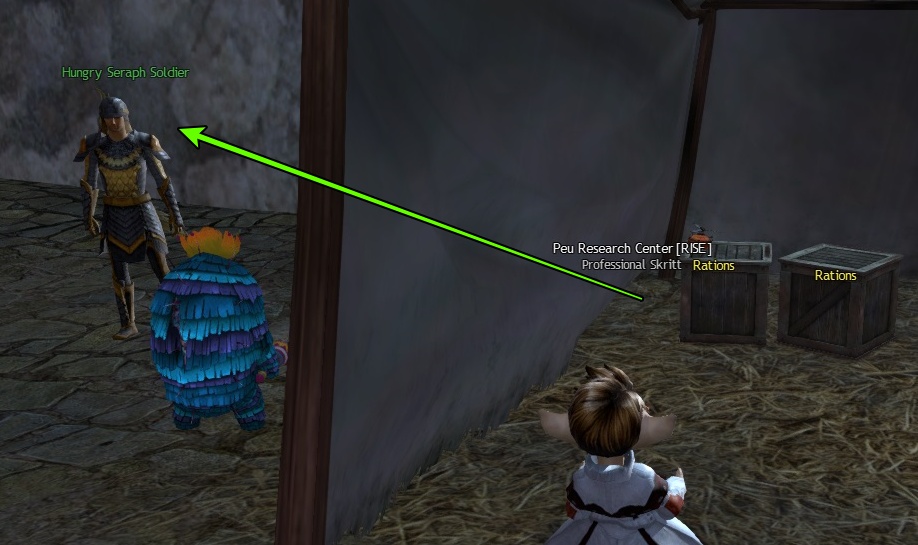 Hungry Seraph Soldier
Peu Research Center [RISE]
Professional Skritt
Rations
Rations